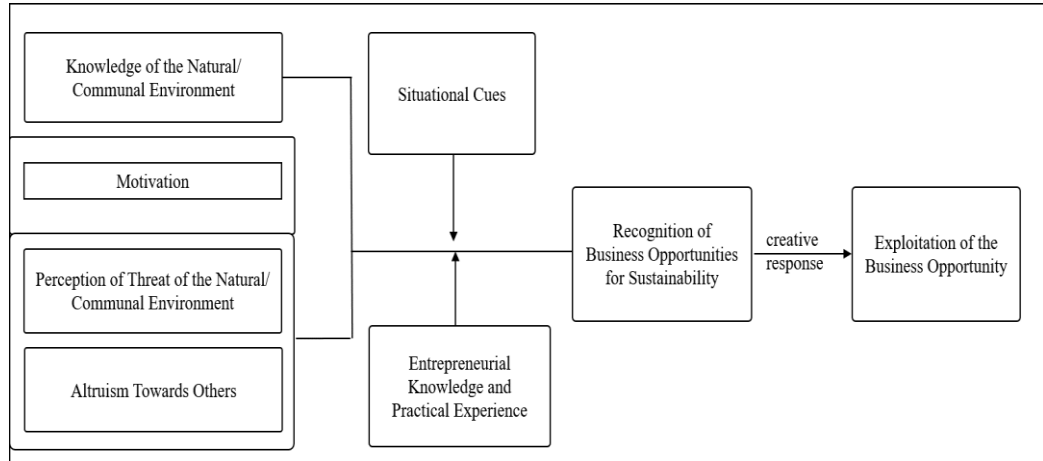 Knowledge of the Natural/
Communal Environment
Motivation
Perception of Threat of the Natural/
Communal Environment
Altruism Towards Others
Situational Cues
Entrepreneurial
Knowledge and
Practical Experience
Recognition of
Business Opportunities
for Sustainability
creative
response
Exploitation of the
Business Opportunity